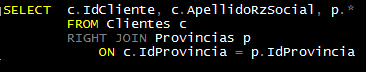 SELECT c.IdCliente, c.ApellidoRzSocial, p.*
FROM Clientes c
RIGHT JOIN Provincias p
ON c.IdProvincia = p.IdProvincia